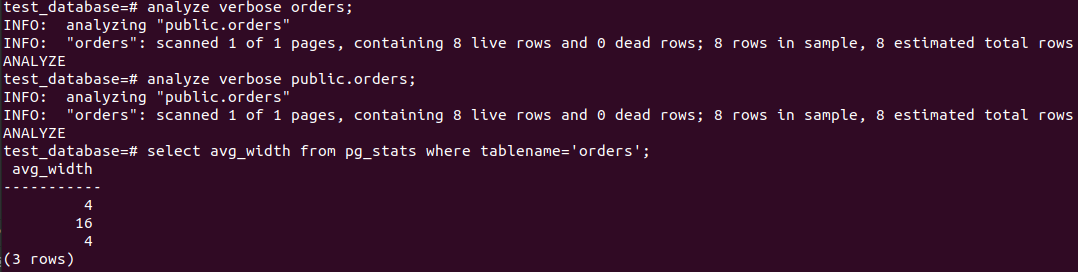 test_database=# analyze verbose orders;
INFO:  analyzing "public.orders"
INFO:  "orders": scanned 1 of 1 pages, containing 8 live rows and 0 dead rows; 8 rows in sample, 8 estimated total rows
ANALYZE
test_database=# analyze verbose public.orders;
INFO:  analyzing "public.orders"
INFO:  "orders": scanned 1 of 1 pages, containing 8 live rows and 0 dead rows; 8 rows in sample, 8 estimated total rows
ANALYZE
test_database=# select avg_width from pg_stats where tablename='orders';
 avg_width
-----------
         4
        16
         4
(3 rows)